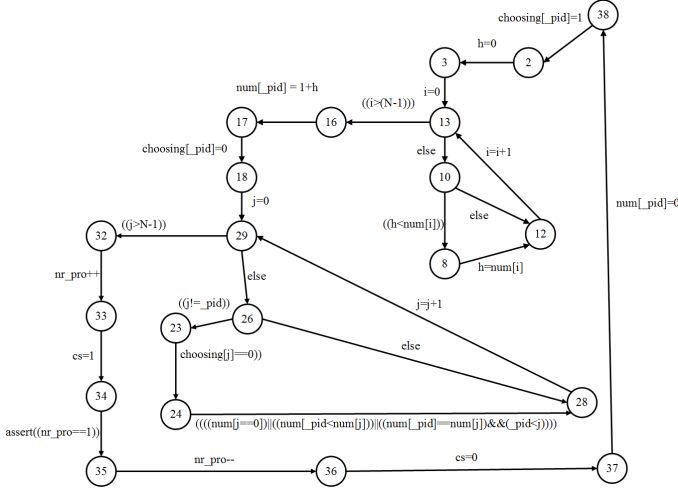 choosing[_pid]=1
38
h=0
3
2
i=0
num[_pid] = 1+h
((i>(N-1)))
17
16
13
choosing[_pid]=0
else
i=i+1
18
10
j=0
else
num[_pid]=0
((j>N-1))
((h<num[i]))
32
29
12
8
h=num[i]
nr_pro++
else
((j!=_pid))
j=j+1
33
26
23
else
cs=1
choosing[j]==0))
34
28
24
((((num[j==0])||((num[_pid<num[j]))||((num[_pid]==num[j])&&(_pid<j))))
assert((nr_pro==1))
nr_pro--
cs=0
35
36
37